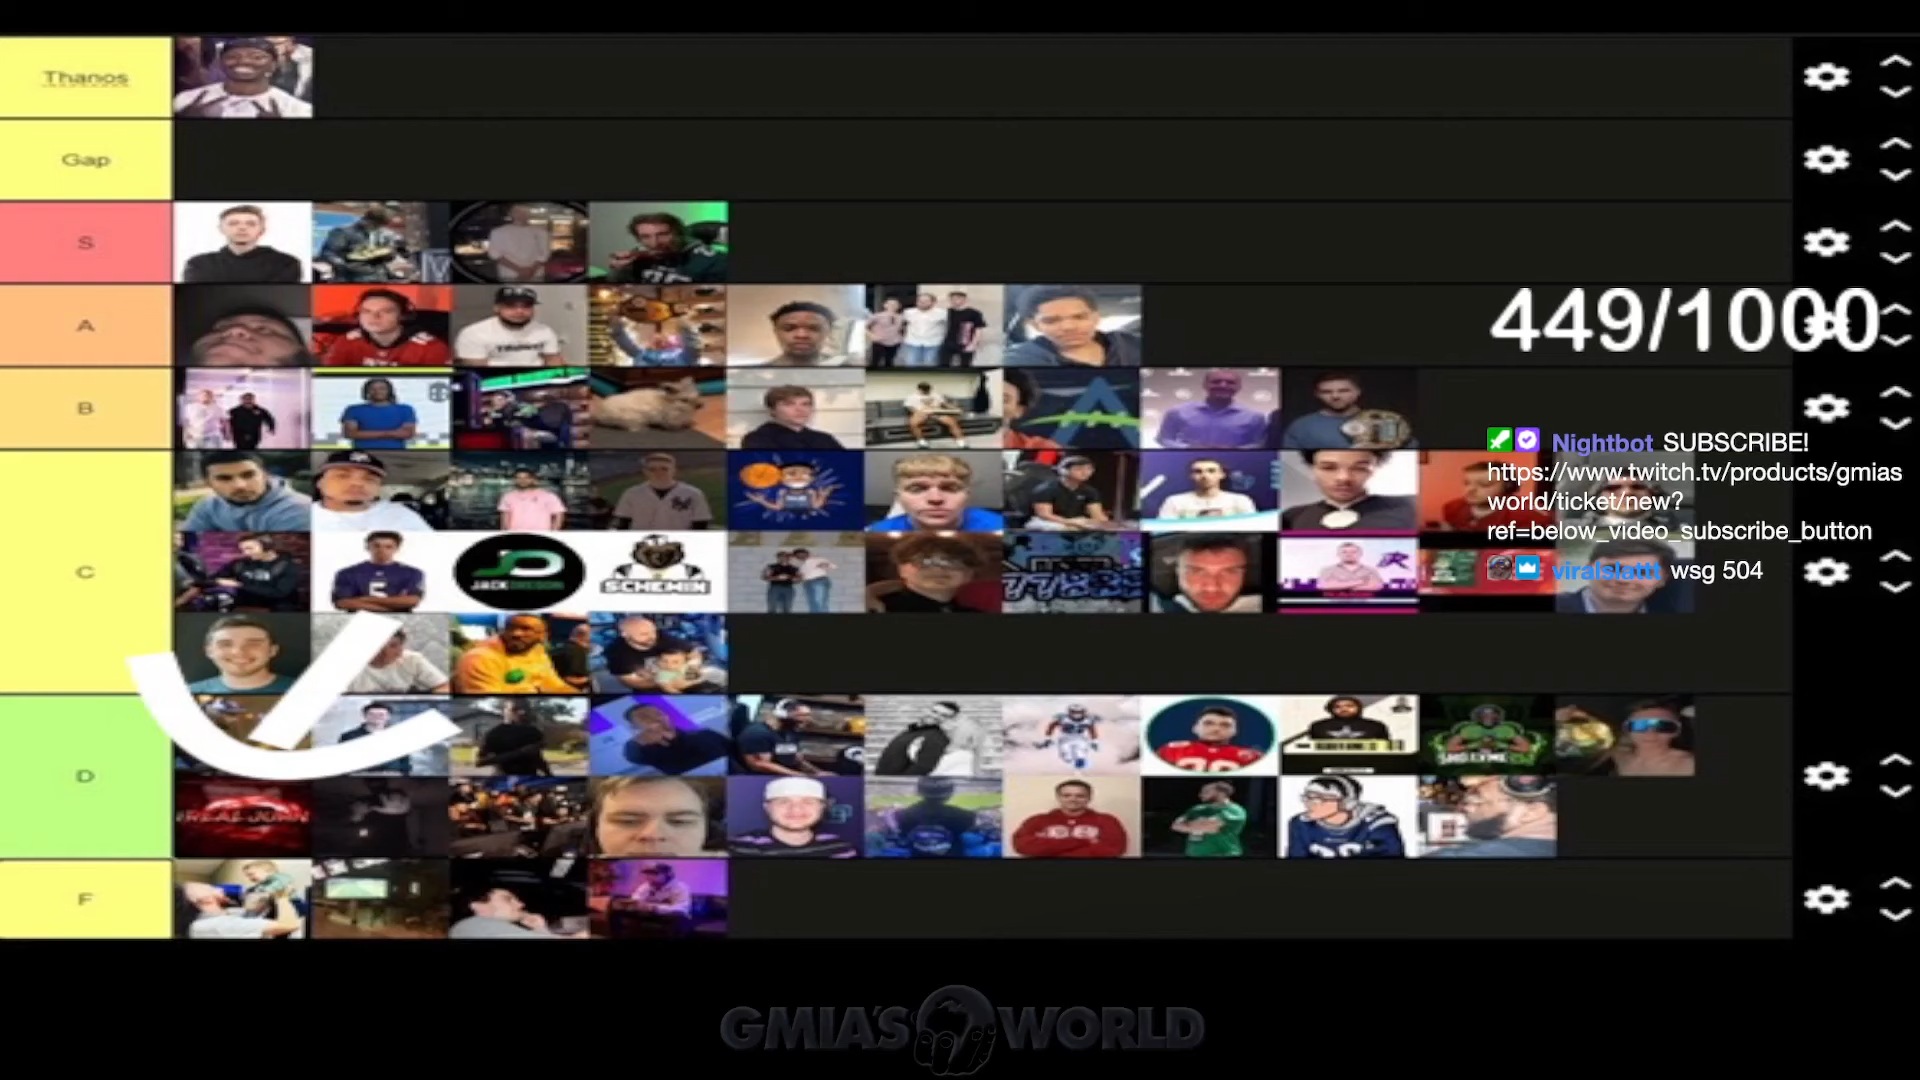 Thanos
Gap
S
A
449/1000
B
Nightbot SUBSCRIBE!
https://www.twitch.tv/products/gmias
world/ticket/new?
ref=below_video_subscribe_button
viralslattt wsg 504
C
JACK
SCHEMIN
D
F
GMIA'S WORLD